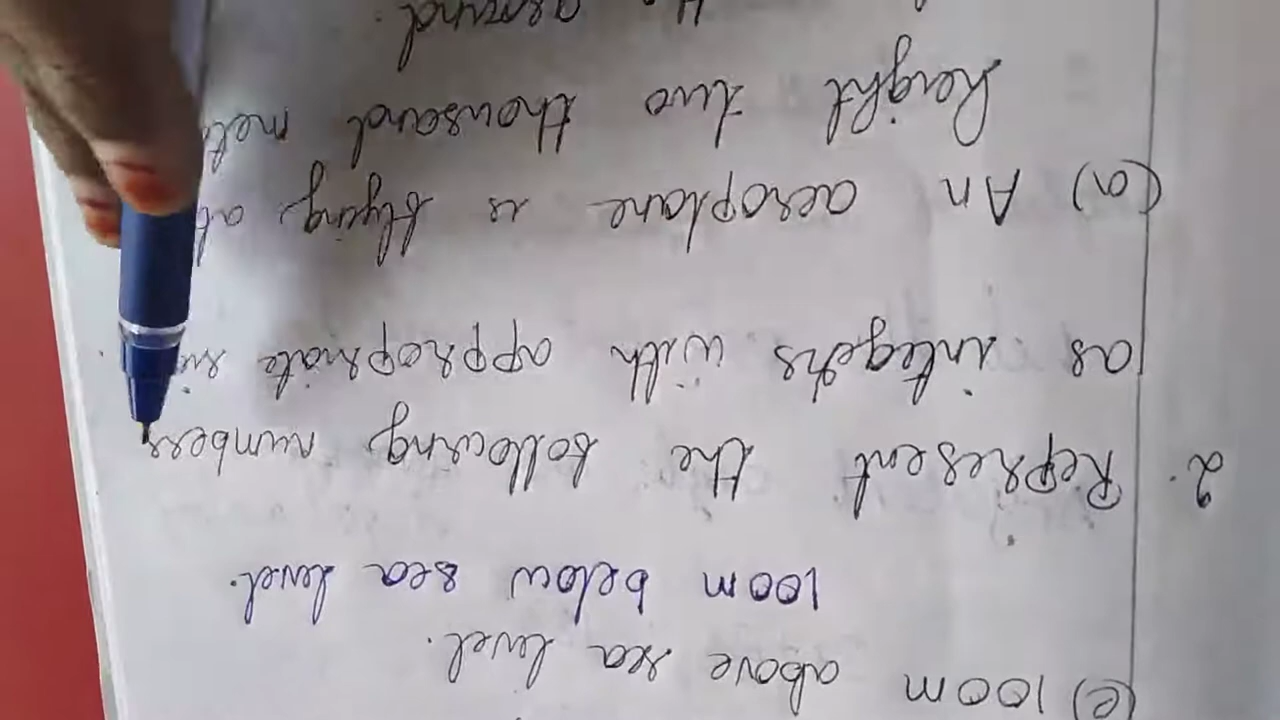 (e) 100m above sea level.
100m below sea level.
2. Represent the following numbers
as integers with appropriate
(a) An aeroplane is flying at
height two thousand
ground.